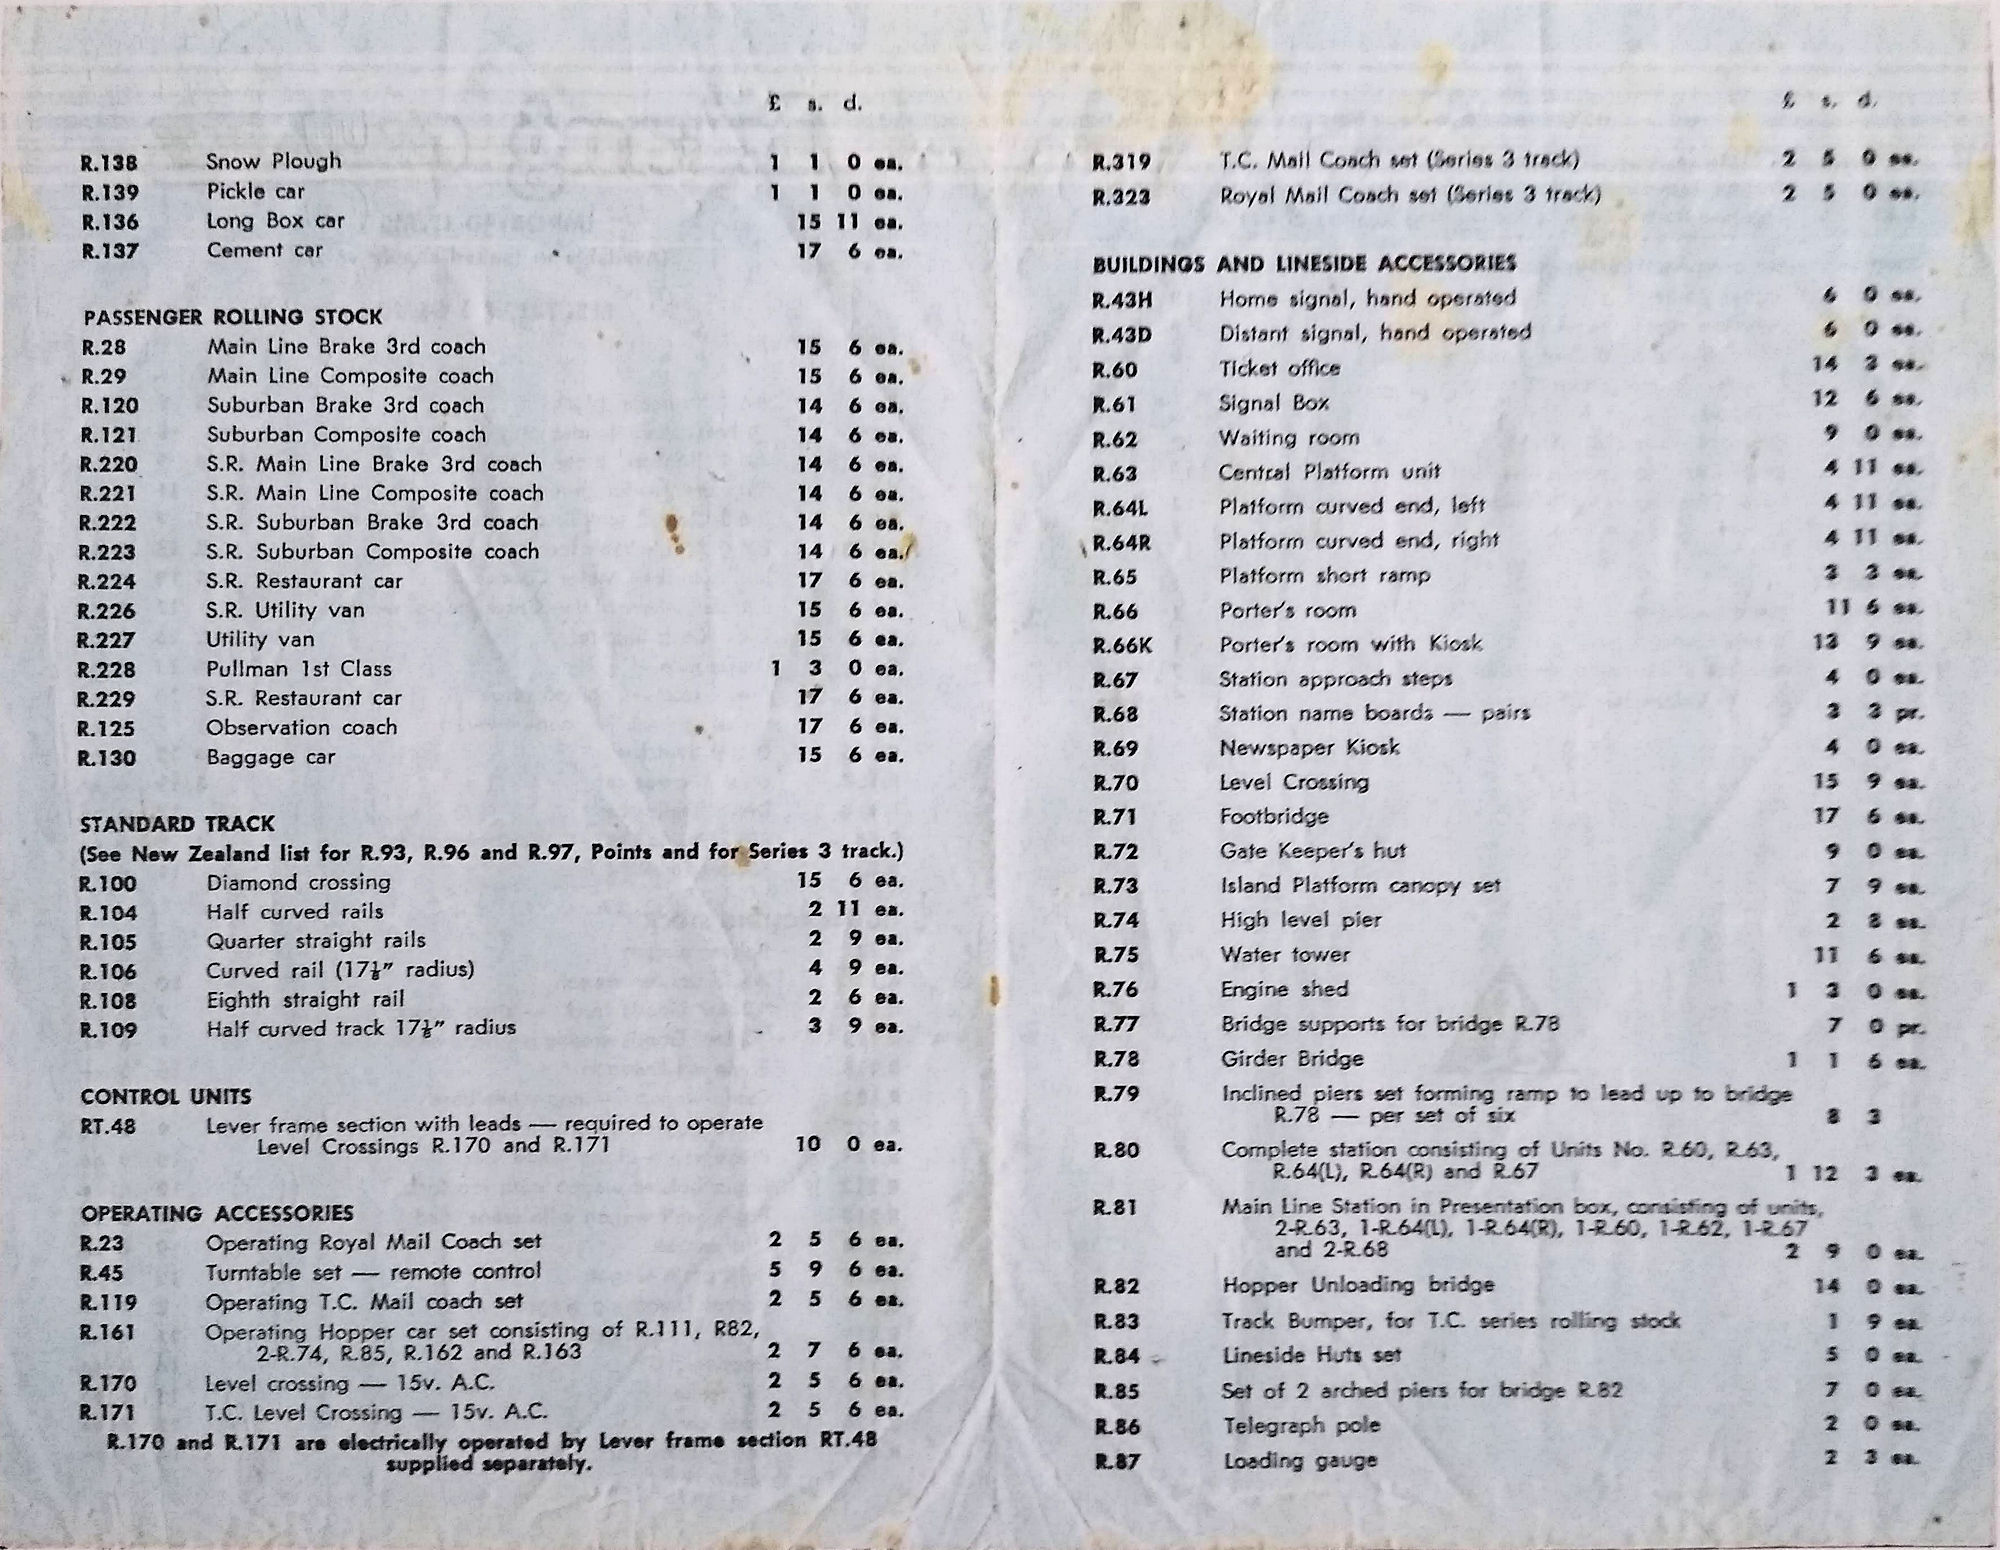 £ s. d.
R.138 Snow Plough 1 1 0 ea.
R.139 Pickle car 1 1 0 ea.
R.136 Long Box car 15 11 ea.
R.137 Cement car 17 6 ea.
PASSENGER ROLLING STOCK
R.28 Main Line Brake 3rd coach 15 6 ea.
R.29 Main Line Composite coach 15 6 ea.
R.120 Suburban Brake 3rd coach 14 6 ea.
R.121 Suburban Composite coach 14 6 ea.
R.220 S.R. Main Line Brake 3rd coach 14 6 ea.
R.221 S.R. Main Line Composite coach 14 6 ea.
R.222 S.R. Suburban Brake 3rd coach 14 6 ea.
R.223 S.R. Suburban Composite coach 14 6 ea.
R.224 S.R. Restaurant car 17 6 ea.
R.226 S.R. Utility van 15 6 ea.
R.227 Utility van 15 6 ea.
R.228 Pullman 1st Class 1 3 0 ea.
R.229 S.R. Restaurant car 17 6 ea.
R.125 Observation coach 17 6 ea.
R.130 Baggage car 15 6 ea.
STANDARD TRACK
(See New Zealand list for R.93, R.96 and R.97, Points and for Series 3 track.)
R.100 Diamond crossing 15 6 ea.
R.104 Half curved rails 2 11 ea.
R.105 Quarter straight rails 2 9 ea.
R.106 Curved rail (17⅛" radius) 4 9 ea.
R.108 Eighth straight rail 2 6 ea.
R.109 Half curved track 17⅛" radius 3 9 ea.
CONTROL UNITS
RT.48 Lever frame section with leads — required to operate
Level Crossings R.170 and R.171 10 0 ea.
OPERATING ACCESSORIES
R.23 Operating Royal Mail Coach set 2 5 6 ea.
R.45 Turntable set — remote control 5 9 6 ea.
R.119 Operating T.C. Mail coach set 2 5 6 ea.
R.161 Operating Hopper car set consisting of R.111, R82,
2-R.74, R.85, R.162 and R.163 2 7 6 ea.
R.170 Level crossing — 15v. A.C. 2 5 6 ea.
R.171 T.C. Level Crossing — 15v. A.C. 2 5 6 ea.
R.170 and R.171 are electrically operated by Lever frame section RT.48
supplied separately.
£ s. d.
R.319 T.C. Mail Coach set (Series 3 track) 2 5 0 ea.
R.323 Royal Mail Coach set (Series 3 track) 2 5 0 ea.
BUILDINGS AND LINESIDE ACCESSORIES
R.43H Home signal, hand operated 6 0 ea.
R.43D Distant signal, hand operated 6 0 ea.
R.60 Ticket office 14 3 ea.
R.61 Signal Box 12 6 ea.
R.62 Waiting room 9 0 ea.
R.63 Central Platform unit 4 11 ea.
R.64L Platform curved end, left 4 11 ea.
R.64R Platform curved end, right 4 11 ea.
R.65 Platform short ramp 3 3 ea.
R.66 Porter's room 11 6 ea.
R.66K Porter's room with Kiosk 13 9 ea.
R.67 Station approach steps 4 0 ea.
R.68 Station name boards — pairs 3 3 pr.
R.69 Newspaper Kiosk 4 0 ea.
R.70 Level Crossing 15 9 ea.
R.71 Footbridge 17 6 ea.
R.72 Gate Keeper's hut 9 0 ea.
R.73 Island Platform canopy set 7 9 ea.
R.74 High level pier 2 8 ea.
R.75 Water tower 11 6 ea.
R.76 Engine shed 1 3 0 ea.
R.77 Bridge supports for bridge R.78 7 0 pr.
R.78 Girder Bridge 1 1 6 ea.
R.79 Inclined piers set forming ramp to lead up to bridge
R.78 — per set of six 8 3
R.80 Complete station consisting of Units No. R.60, R.63,
R.64(L), R.64(R) and R.67 1 12 3 ea.
R.81 Main Line Station in Presentation box, consisting of units,
2-R.63, 1-R.64(L), 1-R.64(R), 1-R.60, 1-R.62, 1-R.67
and 2-R.68 2 9 0 ea.
R.82 Hopper Unloading bridge 14 0 ea.
R.83 Track Bumper, for T.C. series rolling stock 1 9 ea.
R.84 Lineside Huts set 5 0 ea.
R.85 Set of 2 arched piers for bridge R.82 7 0 ea.
R.86 Telegraph pole 2 0 ea.
R.87 Loading gauge 2 3 ea.